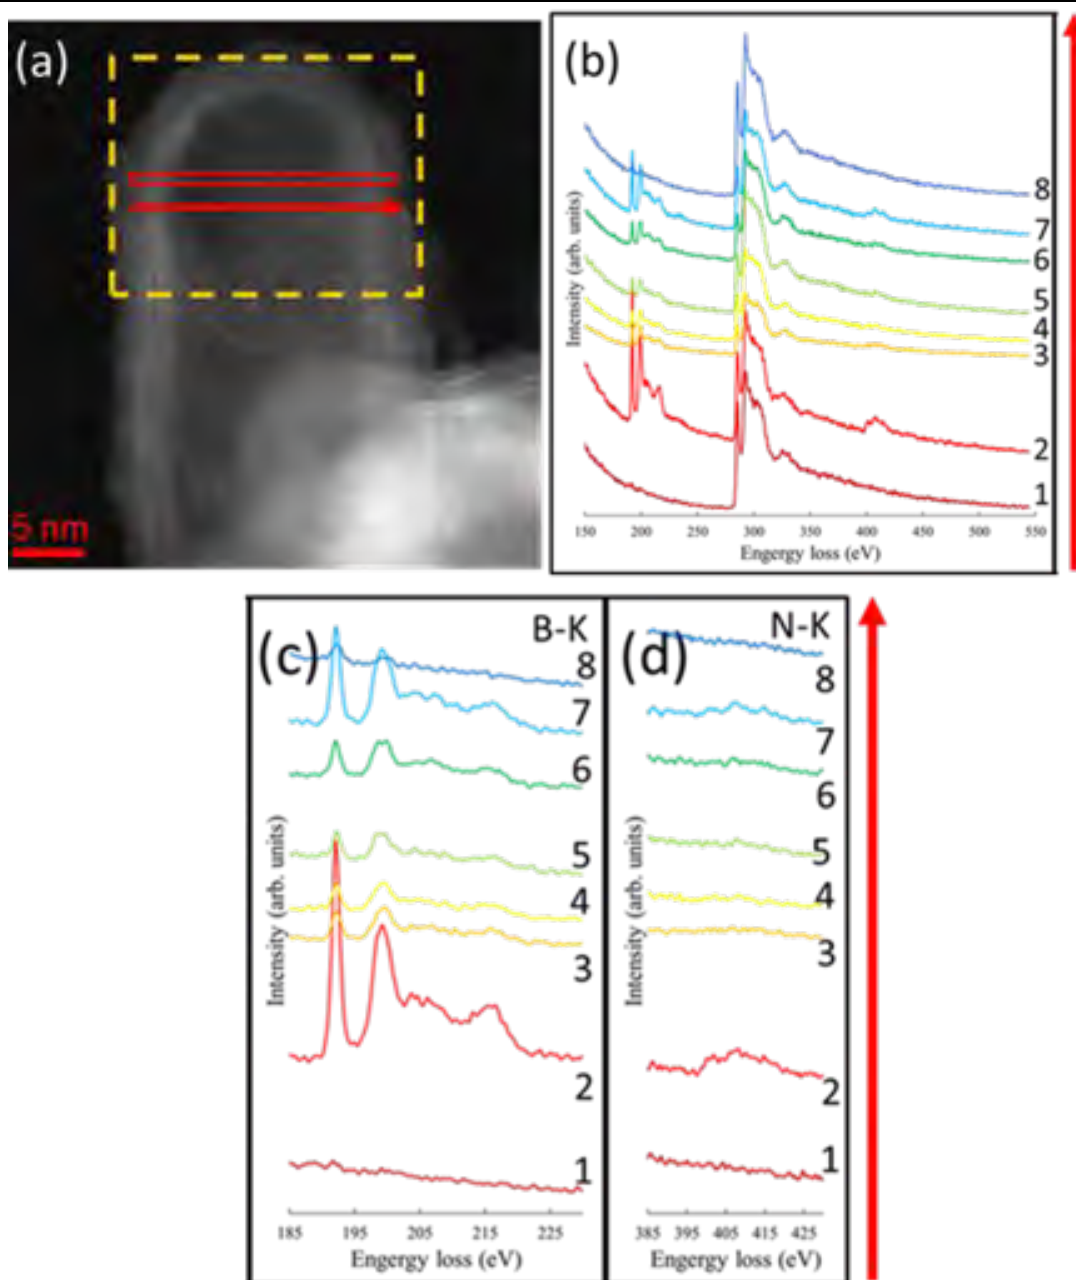 (a)
5 nm
(b)
Intensity (arb. units)
8
7
6
5
4
3
2
1
150 200 250 300 350 400 450 500 550
Engergy loss (eV)
(c)
B-K
8
7
6
5
4
3
2
1
Intensity (arb. units)
185 195 205 215 225
Engergy loss (eV)
(d)
N-K
8
7
6
5
4
3
2
1
Intensity (arb. units)
385 395 405 415 425
Engergy loss (eV)